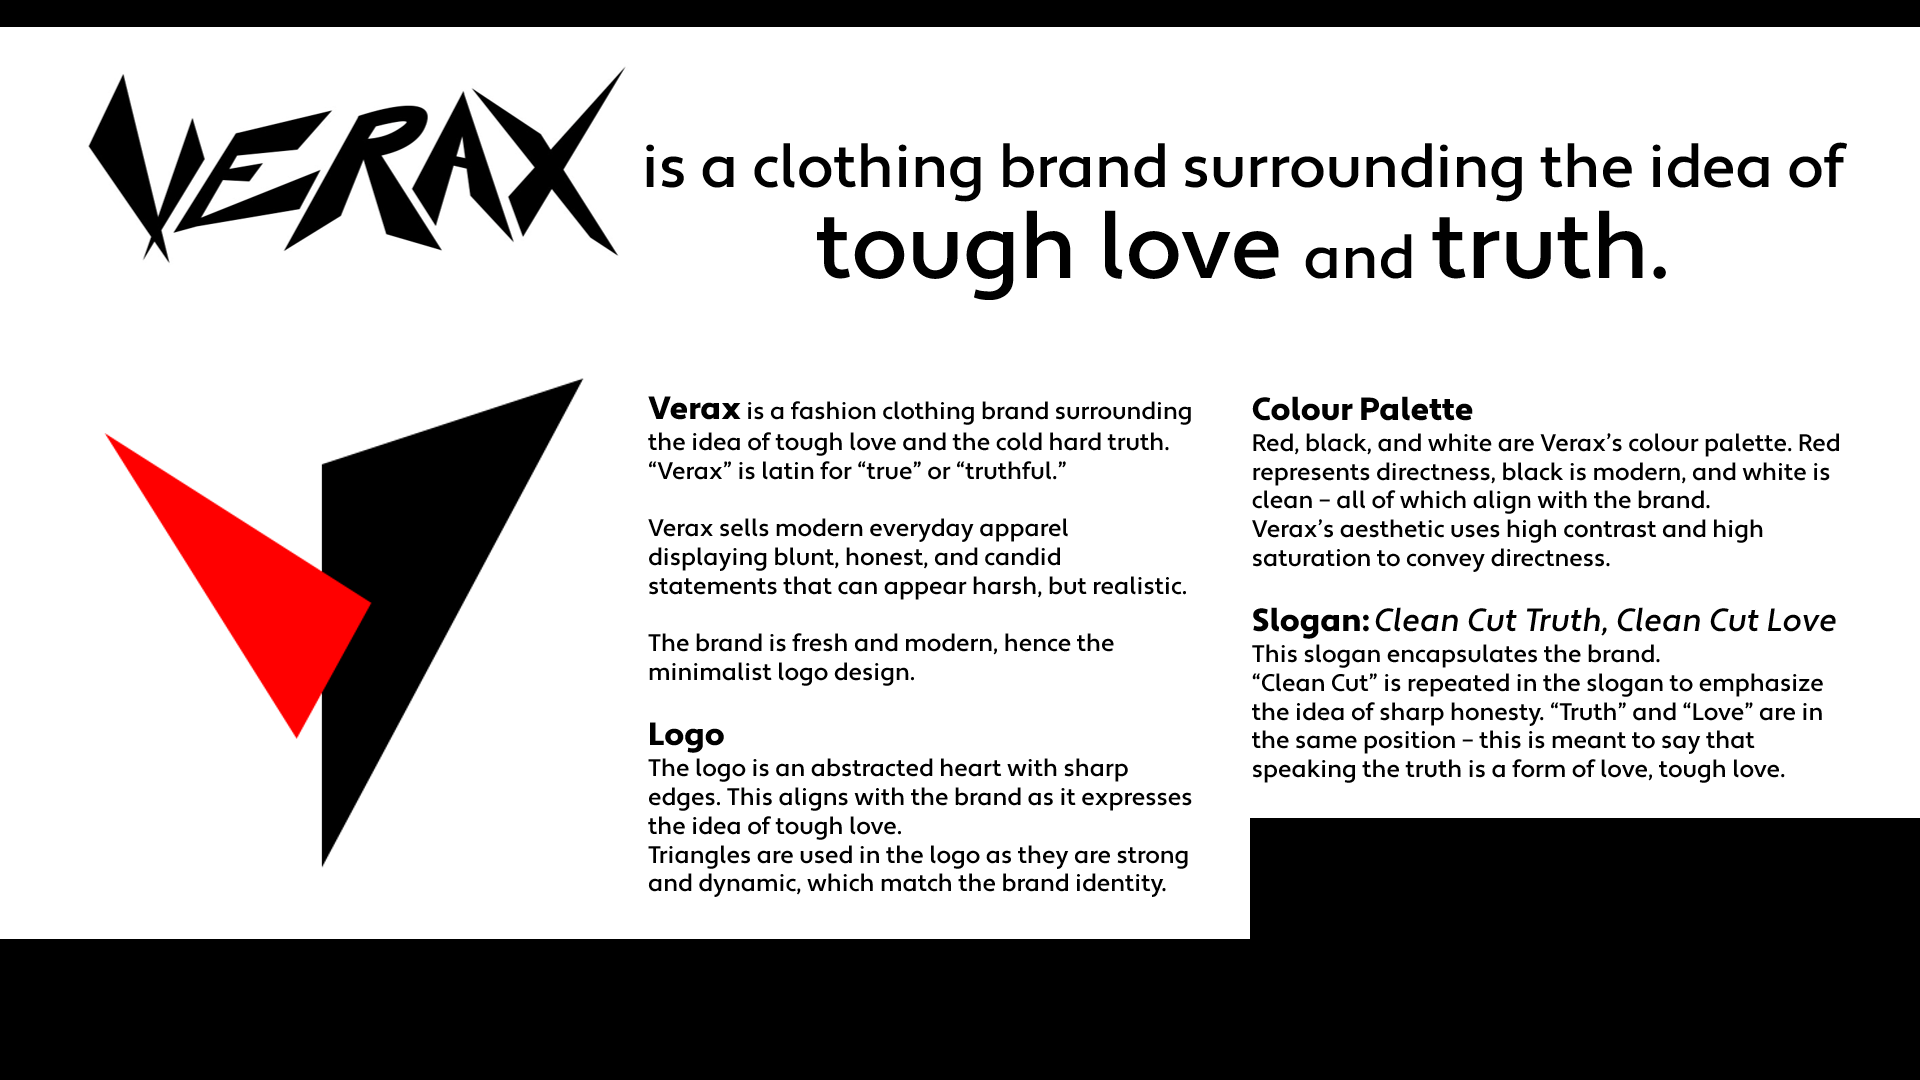 VERAX
is a clothing brand surrounding the idea of
tough love and truth.
Verax is a fashion clothing brand surrounding
the idea of tough love and the cold hard truth.
“Verax” is latin for “true” or “truthful.”
Verax sells modern everyday apparel
displaying blunt, honest, and candid
statements that can appear harsh, but realistic.
The brand is fresh and modern, hence the
minimalist logo design.
Logo
The logo is an abstracted heart with sharp
edges. This aligns with the brand as it expresses
the idea of tough love.
Triangles are used in the logo as they are strong
and dynamic, which match the brand identity.
Colour Palette
Red, black, and white are Verax’s colour palette. Red
represents directness, black is modern, and white is
clean – all of which align with the brand.
Verax’s aesthetic uses high contrast and high
saturation to convey directness.
Slogan: Clean Cut Truth, Clean Cut Love
This slogan encapsulates the brand.
“Clean Cut” is repeated in the slogan to emphasize
the idea of sharp honesty. “Truth” and “Love” are in
the same position – this is meant to say that
speaking the truth is a form of love, tough love.